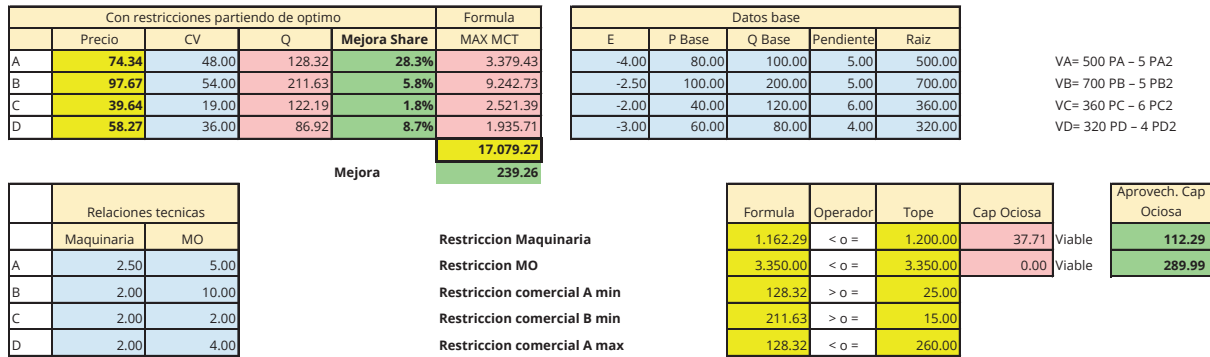 Con restricciones partiendo de optimo Formula Datos base
Precio CV Q Mejora Share MAX MCT E P Base Q Base Pendiente Raiz
A 74.34 48.00 128.32 28.3% 3.379.43 -4.00 80.00 100.00 5.00 500.00 VA= 500 PA – 5 PA2
B 97.67 54.00 211.63 5.8% 9.242.73 -2.50 100.00 200.00 5.00 700.00 VB= 700 PB – 5 PB2
C 39.64 19.00 122.19 1.8% 2.521.39 -2.00 40.00 120.00 6.00 360.00 VC= 360 PC – 6 PC2
D 58.27 36.00 86.92 8.7% 1.935.71 -3.00 60.00 80.00 4.00 320.00 VD= 320 PD – 4 PD2
17.079.27
Mejora 239.26
Relaciones tecnicas Formula Operador Tope Cap Ociosa Aprovech. Cap Ociosa
Maquinaria MO Restriccion Maquinaria 1.162.29 < o = 1.200.00 37.71 Viable 112.29
A 2.50 5.00 Restriccion MO 3.350.00 < o = 3.350.00 0.00 Viable 289.99
B 2.00 10.00 Restriccion comercial A min 128.32 > o = 25.00
C 2.00 2.00 Restriccion comercial B min 211.63 > o = 15.00
D 2.00 4.00 Restriccion comercial A max 128.32 < o = 260.00